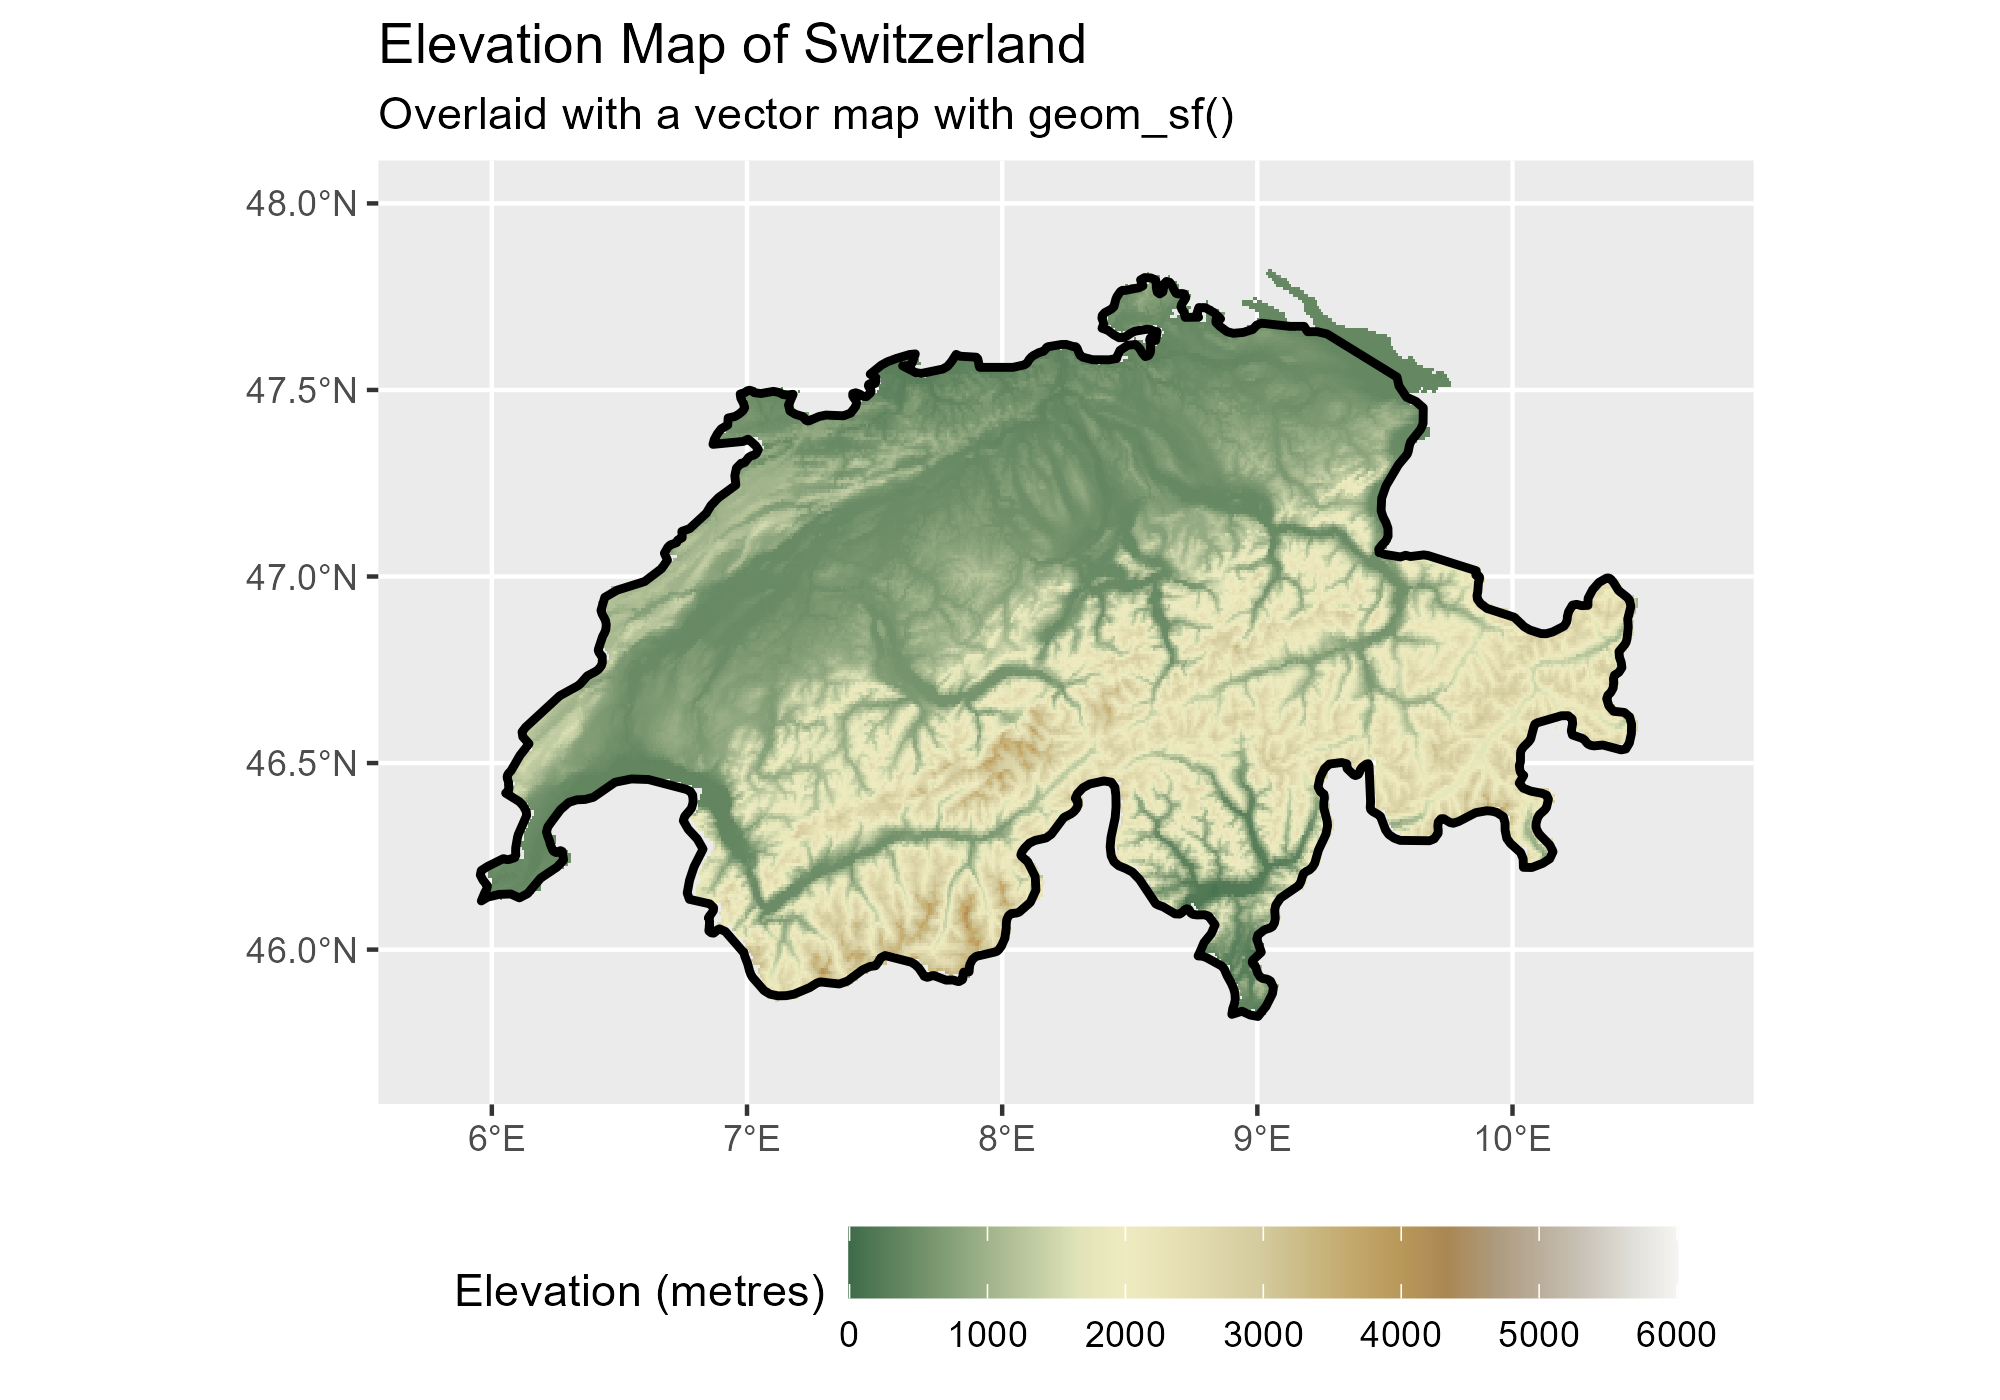 Elevation Map of Switzerland
Overlaid with a vector map with geom_sf()
48.0°N
47.5°N
47.0°N
46.5°N
46.0°N
6°E 7°E 8°E 9°E 10°E
Elevation (metres)
0 1000 2000 3000 4000 5000 6000